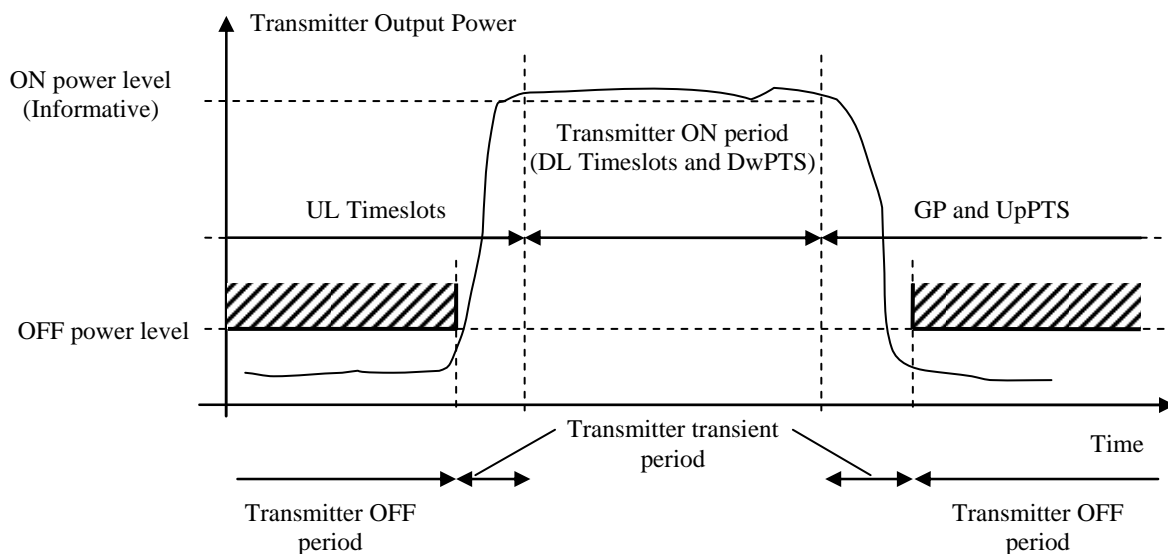 Transmitter Output Power
ON power level
(Informative)
Transmitter ON period
(DL Timeslots and DwPTS)
UL Timeslots
GP and UpPTS
OFF power level
Transmitter transient
period
Time
Transmitter OFF
period
Transmitter OFF
period